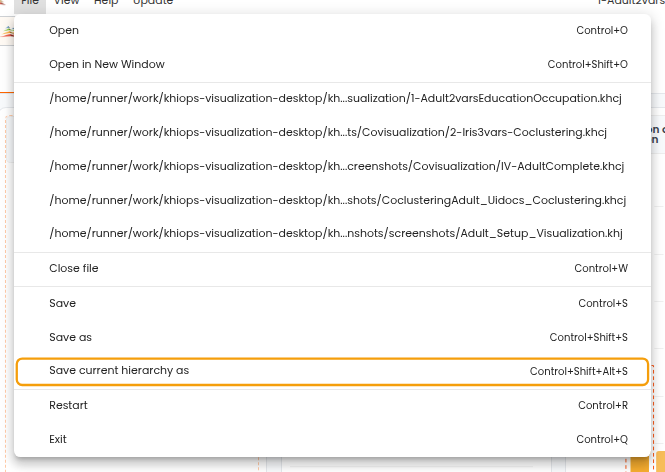 File View Help Update
Open Control+O
Open in New Window Control+Shift+O
/home/runner/work/khiops-visualization-desktop/kh...sualization/1-Adult2varsEducationOccupation.khcj
/home/runner/work/khiops-visualization-desktop/kh...ts/Covisualization/2-Iris3vars-Coclustering.khcj
/home/runner/work/khiops-visualization-desktop/kh...creenshots/Covisualization/IV-AdultComplete.khcj
/home/runner/work/khiops-visualization-desktop/kh...shots/CoclusteringAdult_Uidocs_Coclustering.khcj
/home/runner/work/khiops-visualization-desktop/kh...nshots/screenshots/Adult_Setup_Visualization.khj
Close file Control+W
Save Control+S
Save as Control+Shift+S
Save current hierarchy as Control+Shift+Alt+S
Restart Control+R
Exit Control+Q